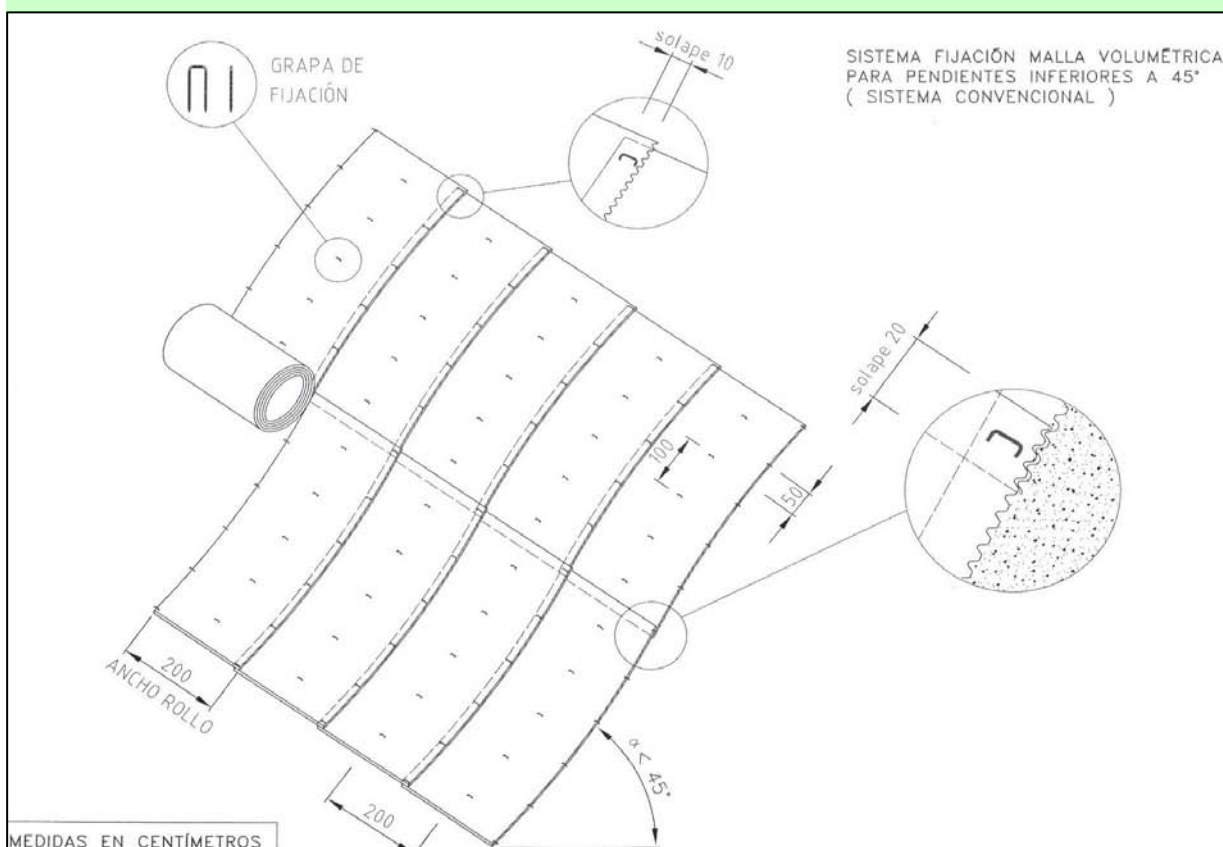 GRAPA DE
FIJACIÓN
solape 10
SISTEMA FIJACIÓN MALLA VOLUMÉTRICA
PARA PENDIENTES INFERIORES A 45°
( SISTEMA CONVENCIONAL )
solape 20
100
50
200
ANCHO ROLLO
α < 45°
200
MEDIDAS EN CENTÍMETROS